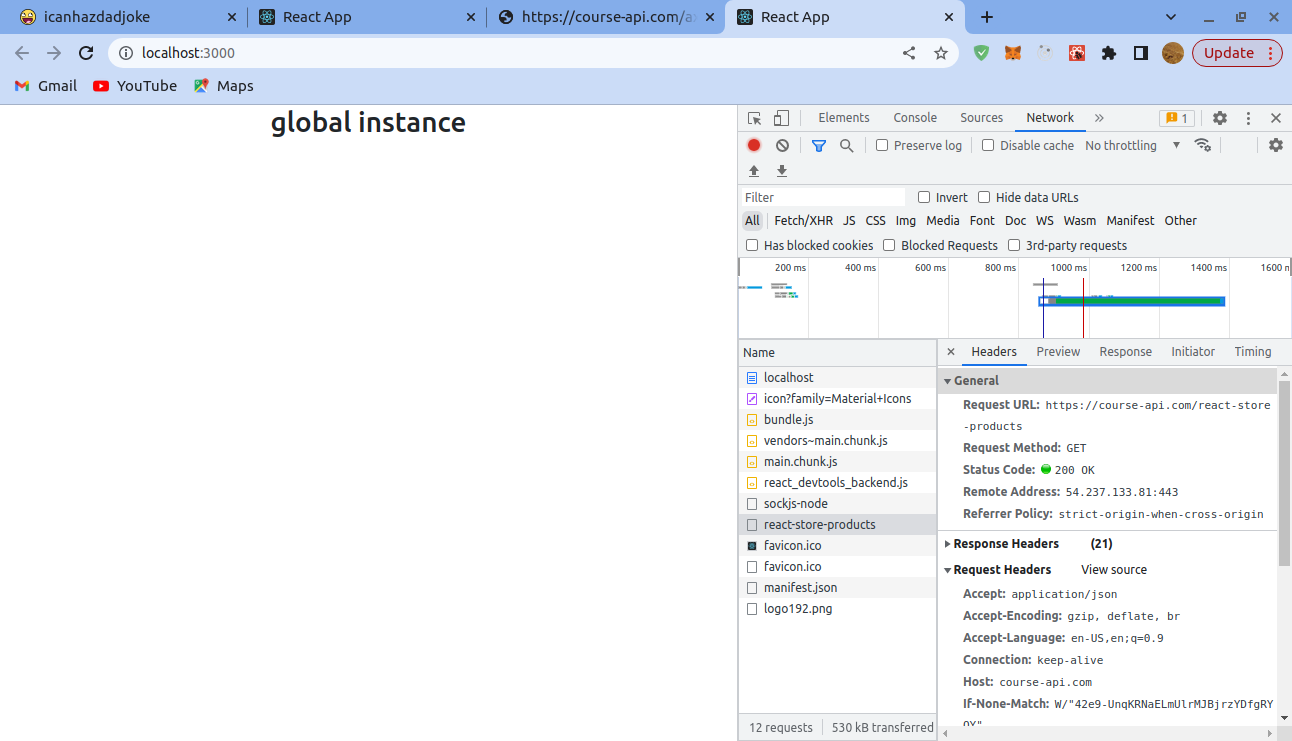 icanhazdadjoke
React App
https://course-api.com/a
React App
localhost:3000
Update
Gmail
YouTube
Maps
global instance
Elements
Console
Sources
Network
1
Preserve log
Disable cache
No throttling
Filter
Invert
Hide data URLs
All
Fetch/XHR
JS
CSS
Img
Media
Font
Doc
WS
Wasm
Manifest
Other
Has blocked cookies
Blocked Requests
3rd-party requests
200 ms
400 ms
600 ms
800 ms
1000 ms
1200 ms
1400 ms
1600
Name
localhost
icon?family=Material+Icons
bundle.js
vendors~main.chunk.js
main.chunk.js
react_devtools_backend.js
sockjs-node
react-store-products
favicon.ico
favicon.ico
manifest.json
logo192.png
12 requests
530 kB transferred
Headers
Preview
Response
Initiator
Timing
General
Request URL: https://course-api.com/react-store
-products
Request Method: GET
Status Code: 200 OK
Remote Address: 54.237.133.81:443
Referrer Policy: strict-origin-when-cross-origin
Response Headers (21)
Request Headers View source
Accept: application/json
Accept-Encoding: gzip, deflate, br
Accept-Language: en-US,en;q=0.9
Connection: keep-alive
Host: course-api.com
If-None-Match: W/"42e9-UnqKRNaELmUlrMJBjrzYDfgRY